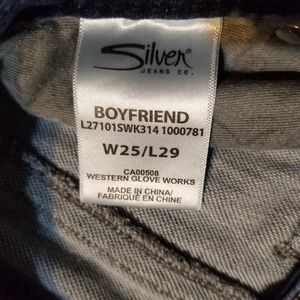 Silver
JEANS CO.
BOYFRIEND
L27101SWK314 1000781
W25/L29
CA00508
WESTERN GLOVE WORKS
MADE IN CHINA/
FABRIQUÉ EN CHINE